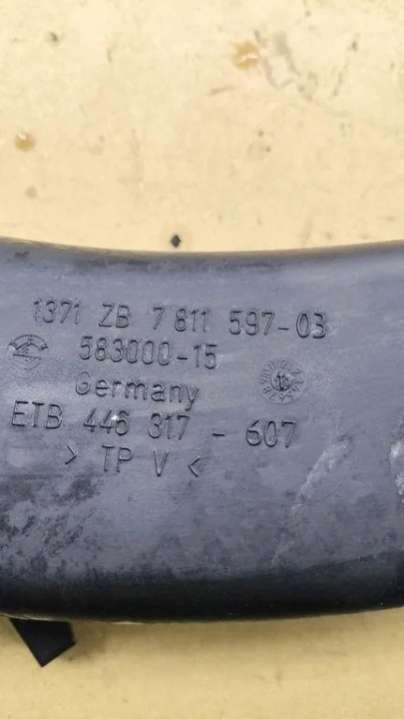 1371 ZB 7 811 597-03
583000-15
Germany
ETB 446 317 - 607
> TP V <